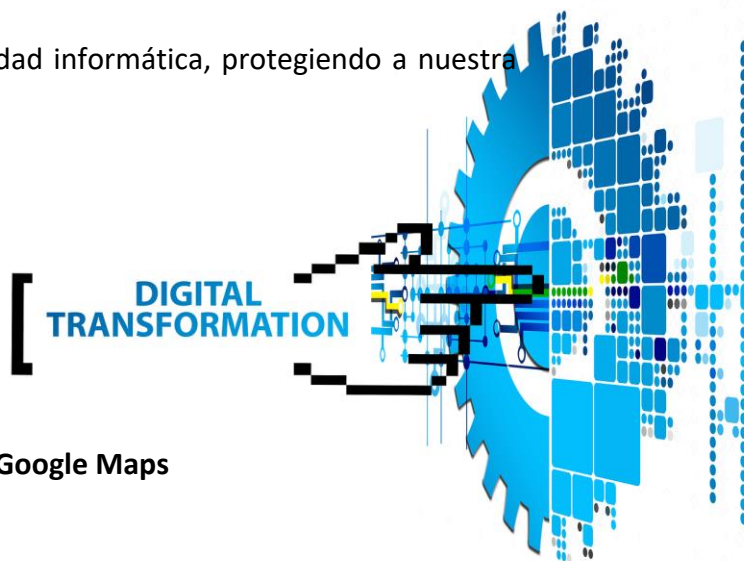 dad informática, protegiendo a nuestra
DIGITAL
TRANSFORMATION
Google Maps